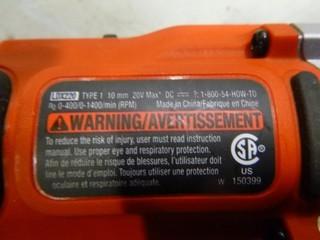 LDX220 TYPE 1 10 mm 20V Max* DC ⎓ T: 1-800-54-HOW-TO
n₀ 0-400/0-1400/min (RPM) Made in China/Fabriqué en Chine
WARNING/AVERTISSEMENT
To reduce the risk of injury, user must read instruction
manual. Use proper eye and respiratory protection.
Afin de réduire le risque de blessures, l'utilisateur doit
lire le mode d'emploi. Toujours utiliser une protection
oculaire et respiratoire adéquate.
SA
US
W 150399